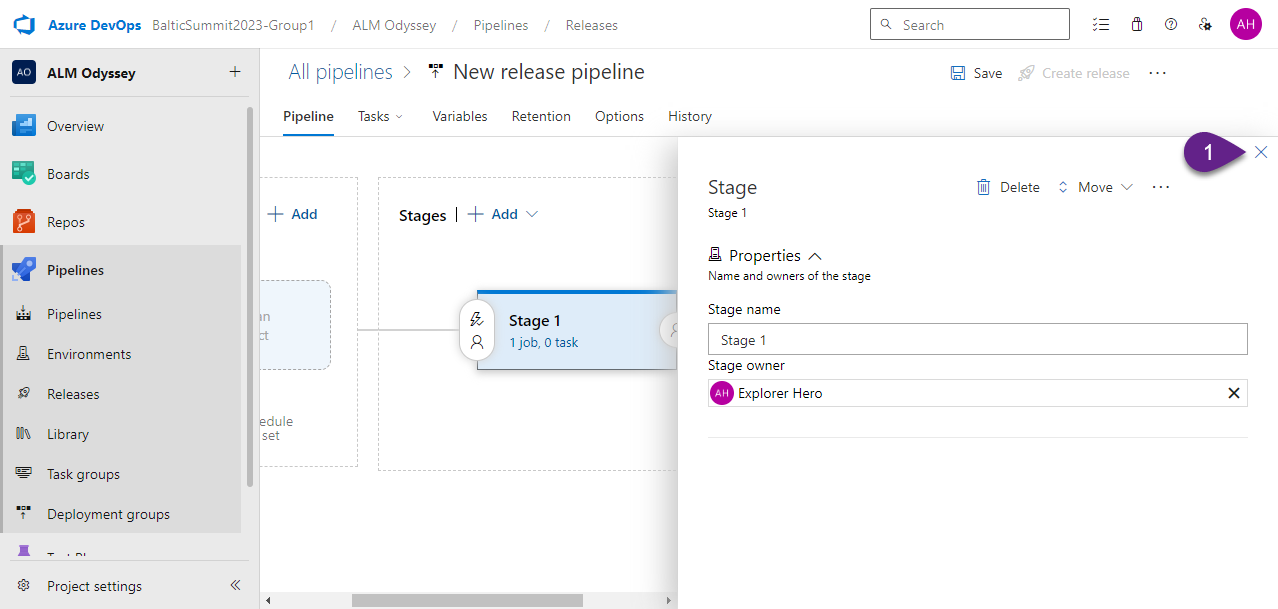 Azure DevOps BalticSummit2023-Group1 / ALM Odyssey / Pipelines / Releases
Search
AH
AO ALM Odyssey +
All pipelines > New release pipeline
Save Create release ...
Pipeline Tasks Variables Retention Options History
Overview
Boards
Repos
Pipelines
Pipelines
Environments
Releases
Library
Task groups
Deployment groups
Project settings
+ Add
Stages | + Add
Stage 1
1 job, 0 task
edule
set
1
Stage
Delete Move ...
Stage 1
Properties
Name and owners of the stage
Stage name
Stage 1
Stage owner
AH Explorer Hero